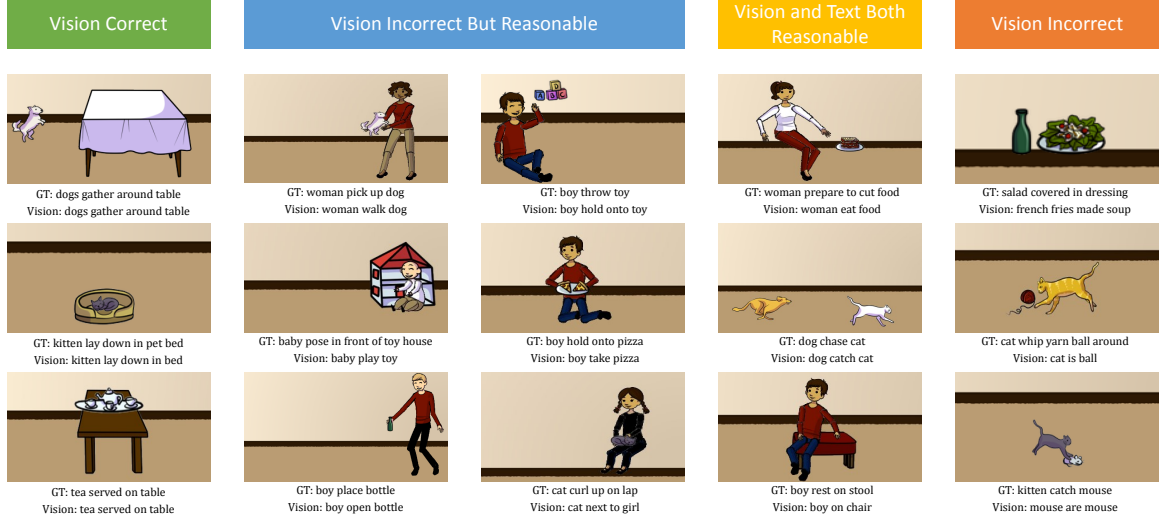 Vision Correct
Vision Incorrect But Reasonable
Vision and Text Both
Reasonable
Vision Incorrect
GT: dogs gather around table
Vision: dogs gather around table
GT: woman pick up dog
Vision: woman walk dog
A B C D
GT: boy throw toy
Vision: boy hold onto toy
GT: woman prepare to cut food
Vision: woman eat food
GT: salad covered in dressing
Vision: french fries made soup
GT: kitten lay down in pet bed
Vision: kitten lay down in bed
GT: baby pose in front of toy house
Vision: baby play toy
GT: boy hold onto pizza
Vision: boy take pizza
GT: dog chase cat
Vision: dog catch cat
GT: cat whip yarn ball around
Vision: cat is ball
GT: tea served on table
Vision: tea served on table
GT: boy place bottle
Vision: boy open bottle
GT: cat curl up on lap
Vision: cat next to girl
GT: boy rest on stool
Vision: boy on chair
GT: kitten catch mouse
Vision: mouse are mouse